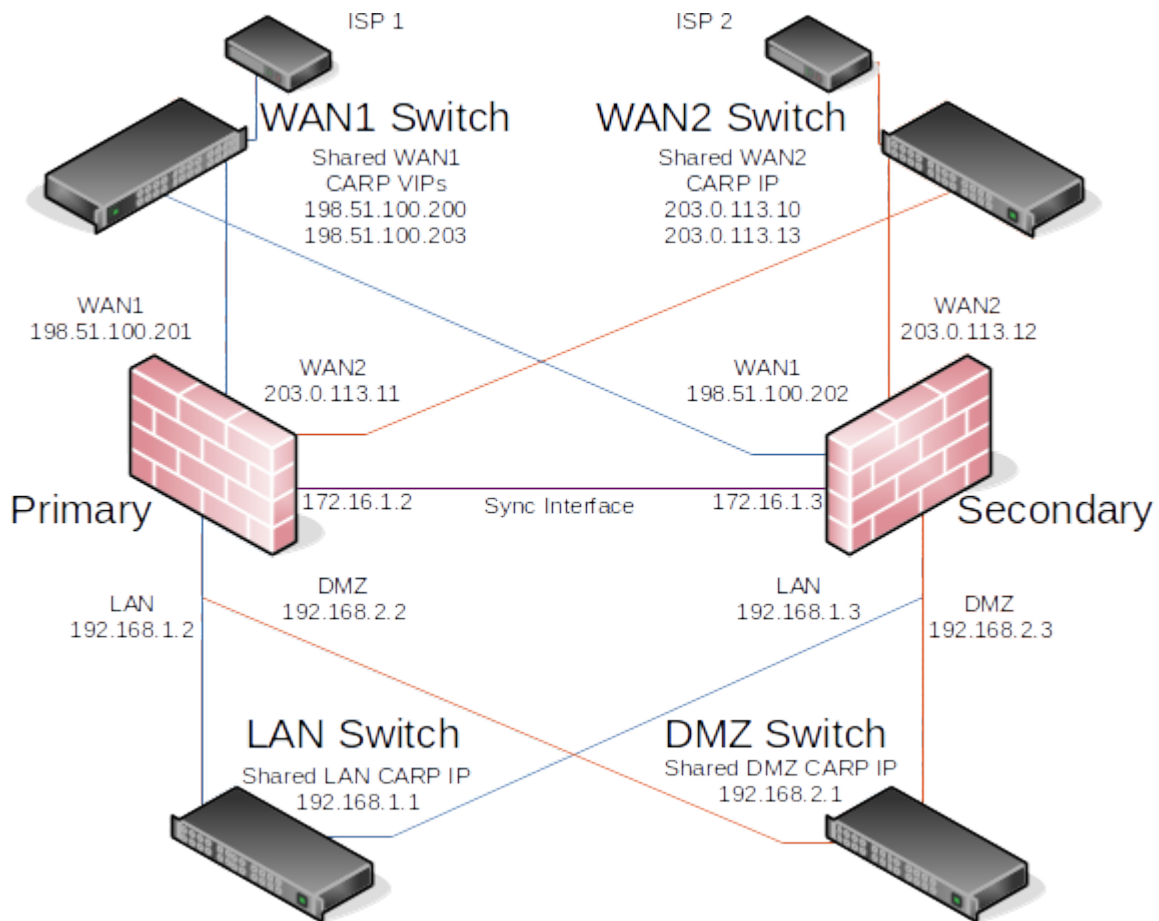 ISP 1
ISP 2
WAN1 Switch
Shared WAN1
CARP VIPs
198.51.100.200
198.51.100.203
WAN2 Switch
Shared WAN2
CARP IP
203.0.113.10
203.0.113.13
WAN1
198.51.100.201
WAN2
203.0.113.11
WAN1
198.51.100.202
WAN2
203.0.113.12
Primary
172.16.1.2
Sync Interface
172.16.1.3
Secondary
LAN
192.168.1.2
DMZ
192.168.2.2
LAN
192.168.1.3
DMZ
192.168.2.3
LAN Switch
Shared LAN CARP IP
192.168.1.1
DMZ Switch
Shared DMZ CARP IP
192.168.2.1